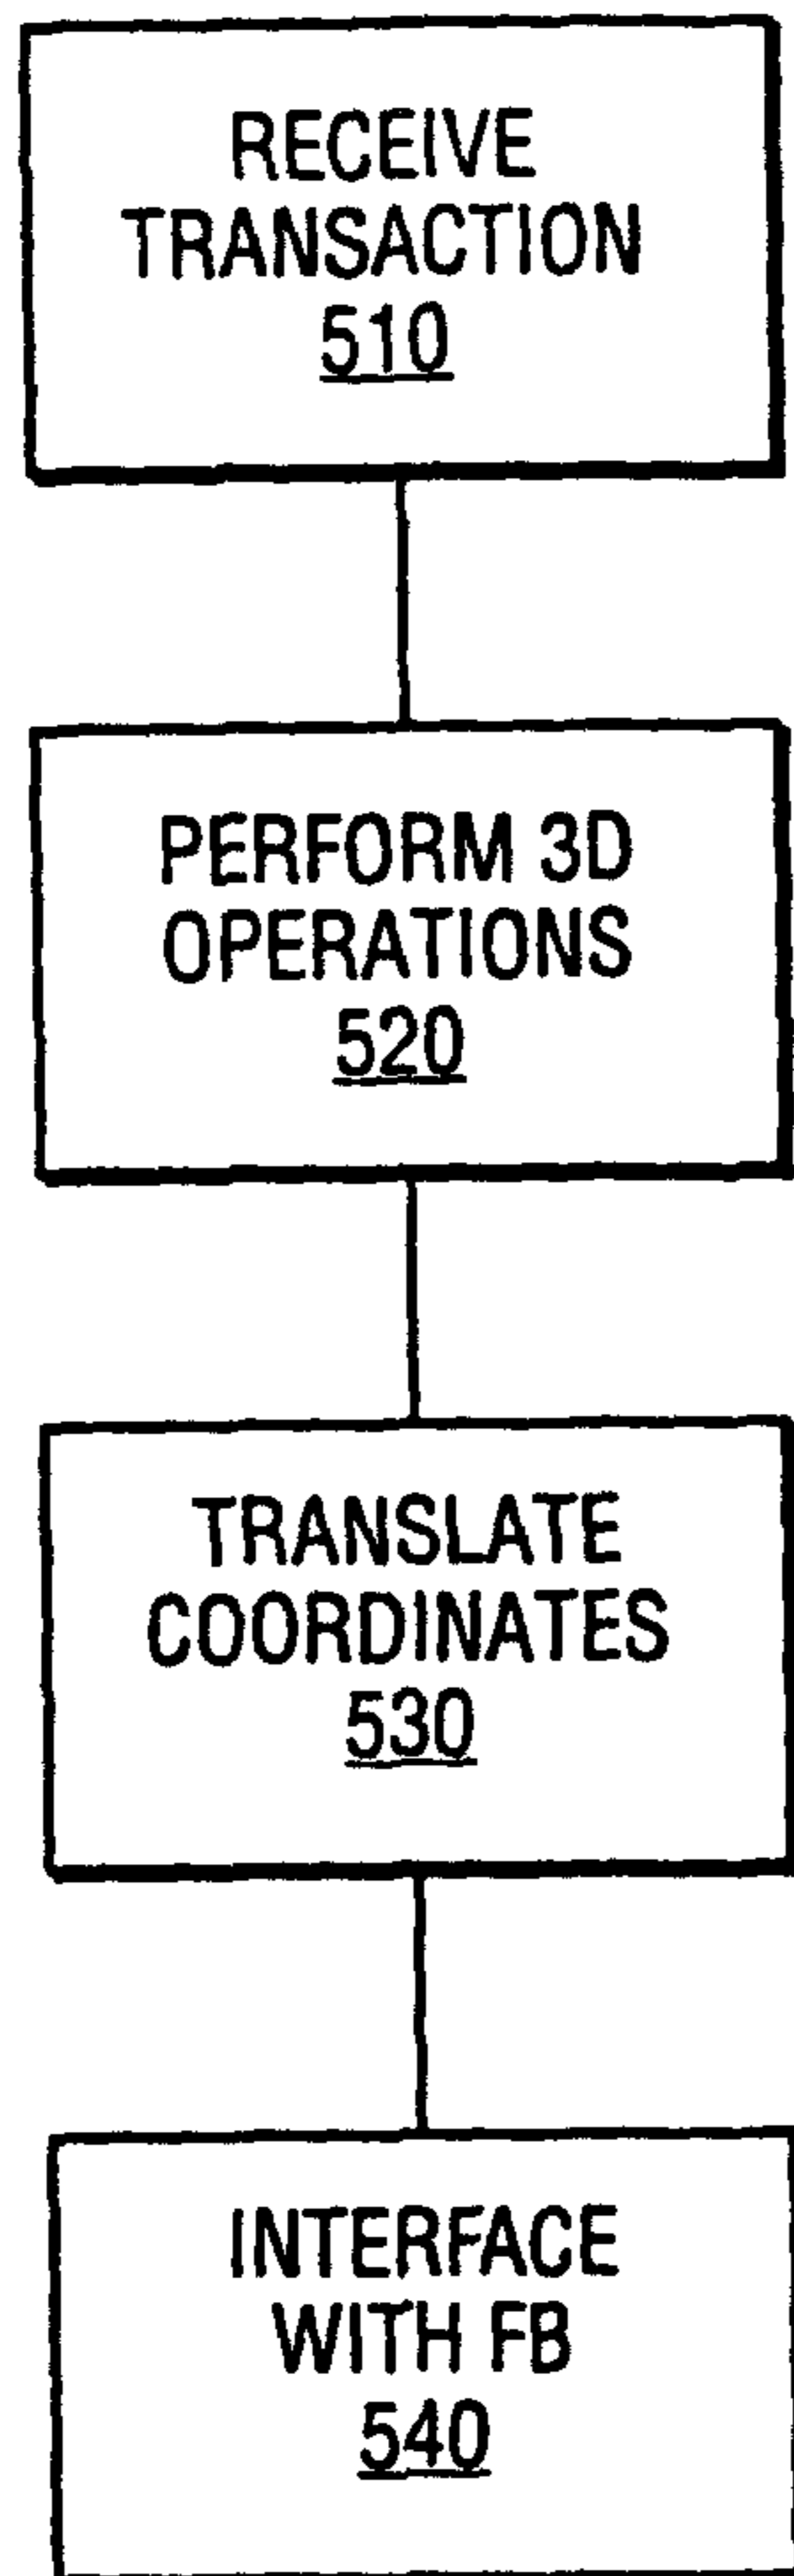 RECEIVE
TRANSACTION
510
PERFORM 3D
OPERATIONS
520
TRANSLATE
COORDINATES
530
INTERFACE
WITH FB
540